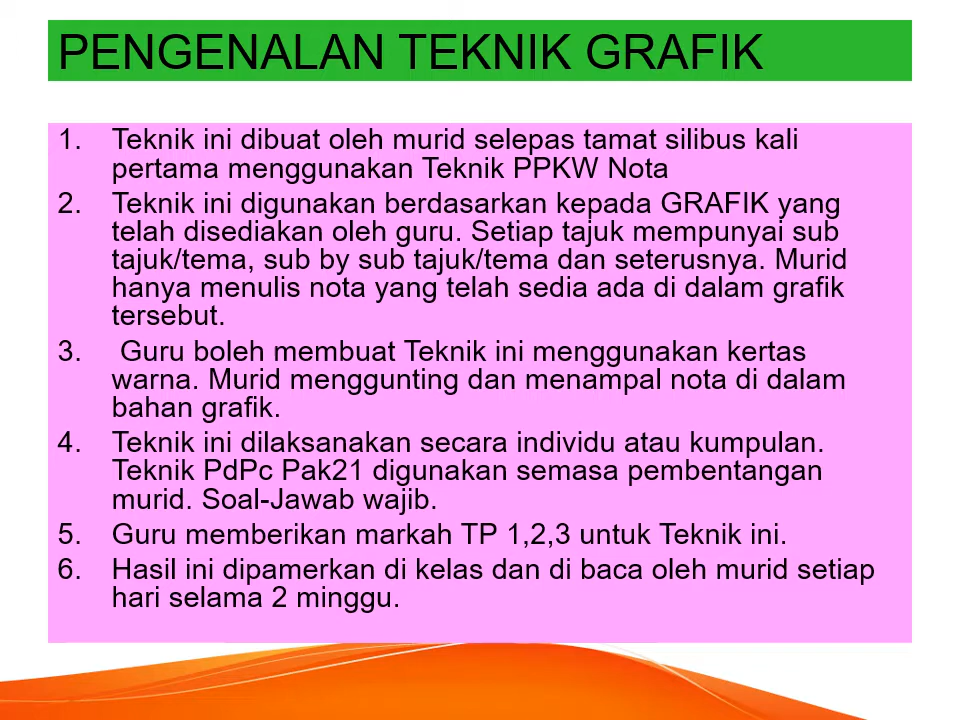 PENGENALAN TEKNIK GRAFIK
1. Teknik ini dibuat oleh murid selepas tamat silibus kali
pertama menggunakan Teknik PPKW Nota
2. Teknik ini digunakan berdasarkan kepada GRAFIK yang
telah disediakan oleh guru. Setiap tajuk mempunyai sub
tajuk/tema, sub by sub tajuk/tema dan seterusnya. Murid
hanya menulis nota yang telah sedia ada di dalam grafik
tersebut.
3. Guru boleh membuat Teknik ini menggunakan kertas
warna. Murid menggunting dan menampal nota di dalam
bahan grafik.
4. Teknik ini dilaksanakan secara individu atau kumpulan.
Teknik PdPc Pak21 digunakan semasa pembentangan
murid. Soal-Jawab wajib.
5. Guru memberikan markah TP 1,2,3 untuk Teknik ini.
6. Hasil ini dipamerkan di kelas dan di baca oleh murid setiap
hari selama 2 minggu.